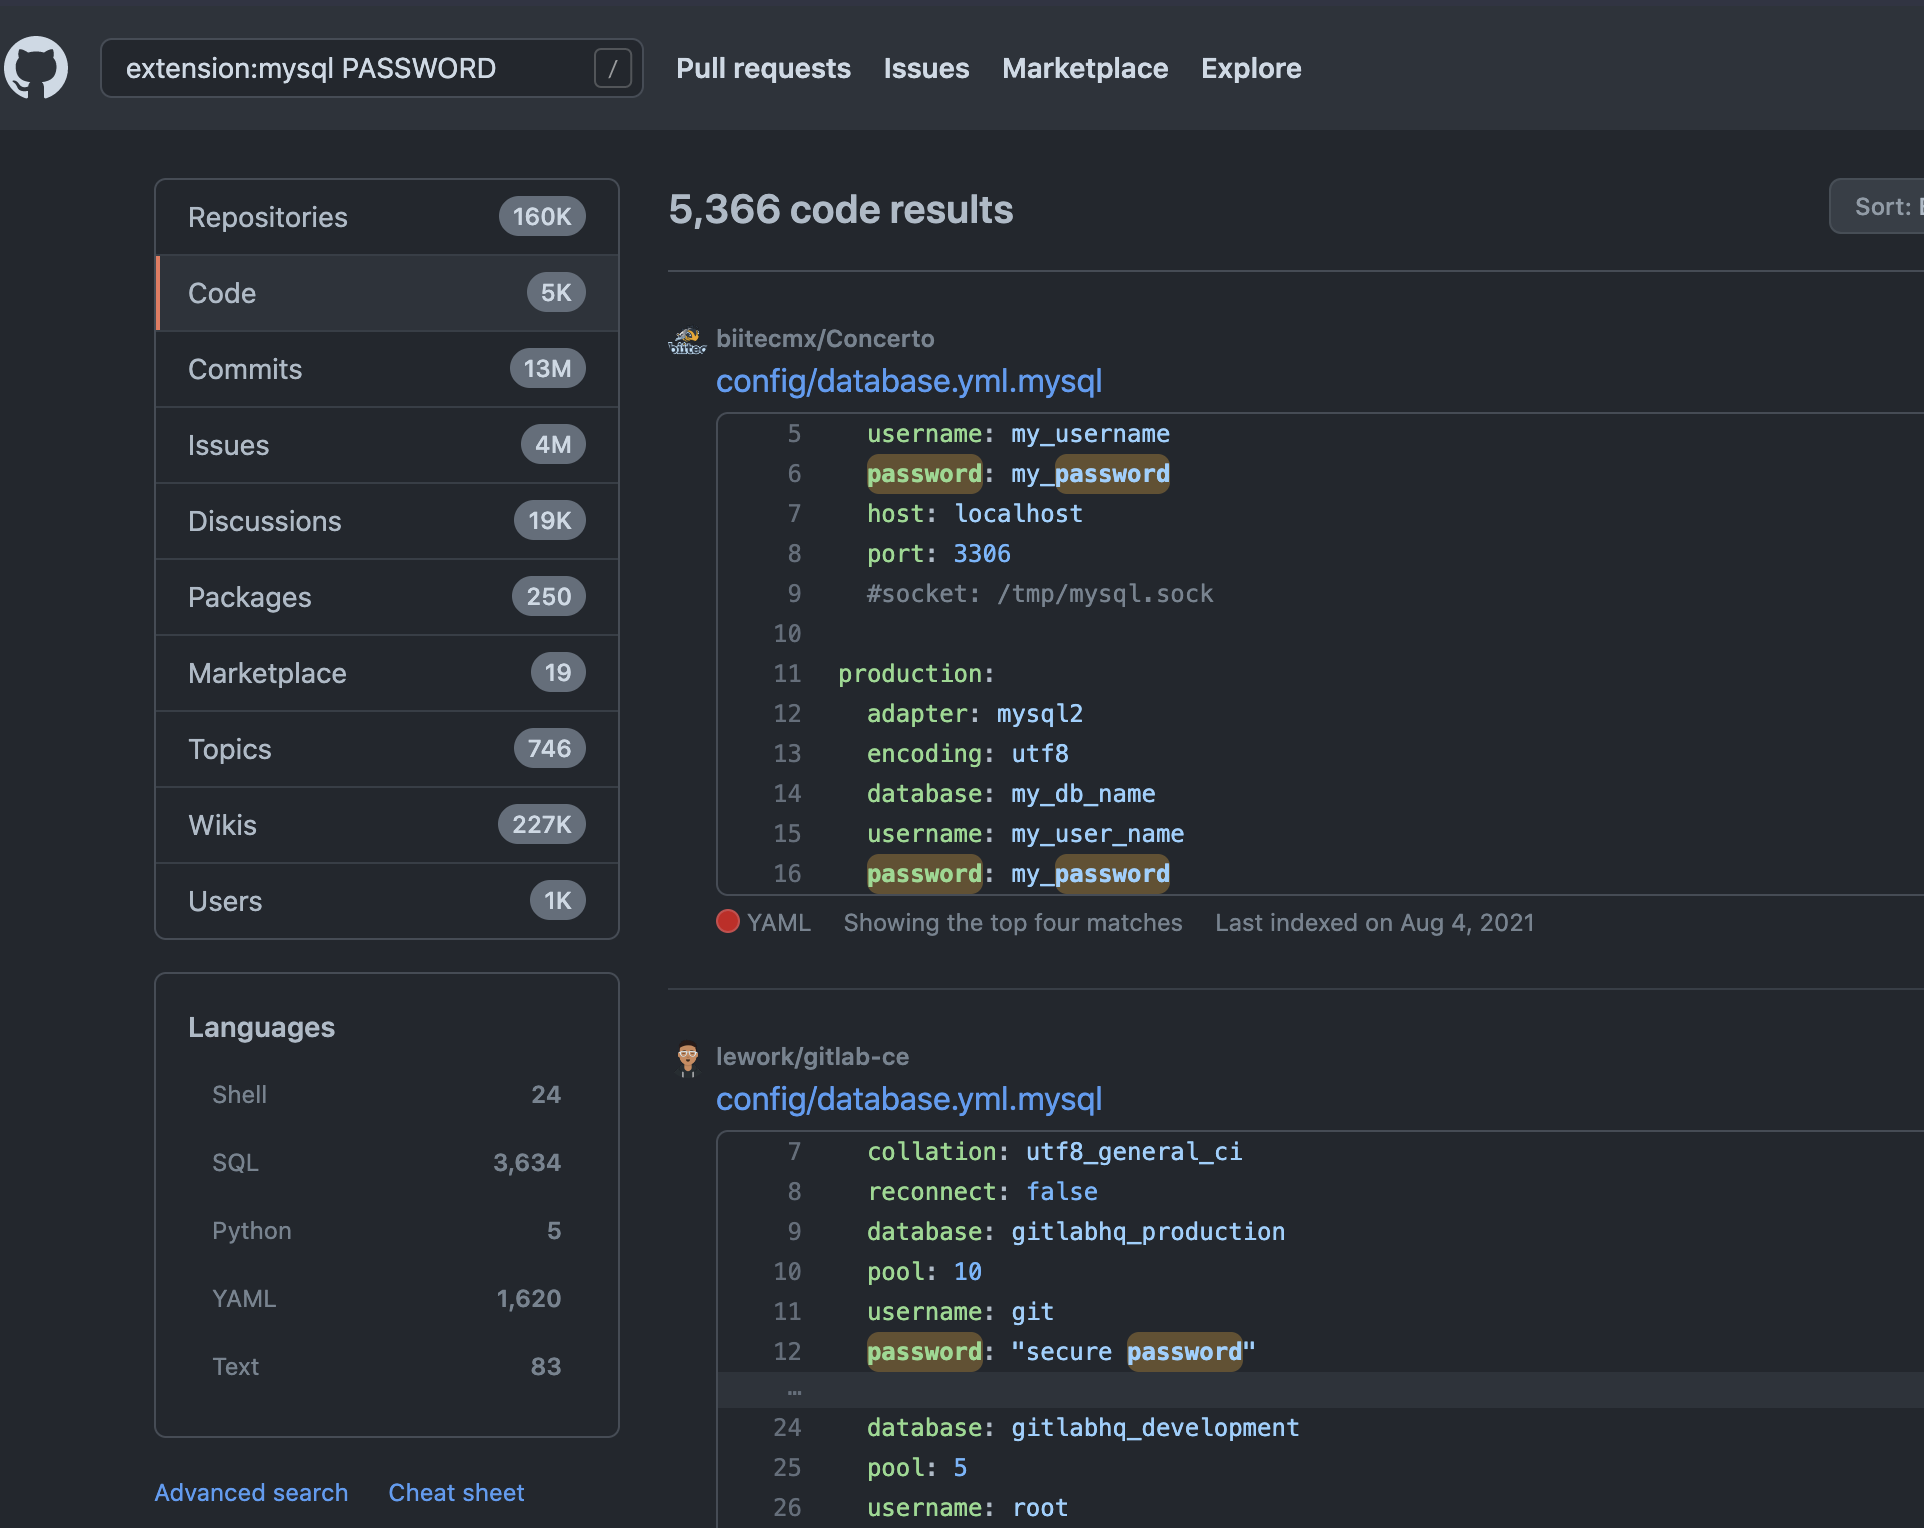 extension:mysql PASSWORD / Pull requests Issues Marketplace Explore
Repositories 160K
Code 5K
Commits 13M
Issues 4M
Discussions 19K
Packages 250
Marketplace 19
Topics 746
Wikis 227K
Users 1K
Languages
Shell 24
SQL 3,634
Python 5
YAML 1,620
Text 83
Advanced search Cheat sheet
5,366 code results
Sort:
biitec
biitecmx/Concerto
config/database.yml.mysql
5 username: my_username
6 password: my_password
7 host: localhost
8 port: 3306
9 #socket: /tmp/mysql.sock
10
11 production:
12 adapter: mysql2
13 encoding: utf8
14 database: my_db_name
15 username: my_user_name
16 password: my_password
YAML Showing the top four matches Last indexed on Aug 4, 2021
lework/gitlab-ce
config/database.yml.mysql
7 collation: utf8_general_ci
8 reconnect: false
9 database: gitlabhq_production
10 pool: 10
11 username: git
12 password: "secure password"
…
24 database: gitlabhq_development
25 pool: 5
26 username: root